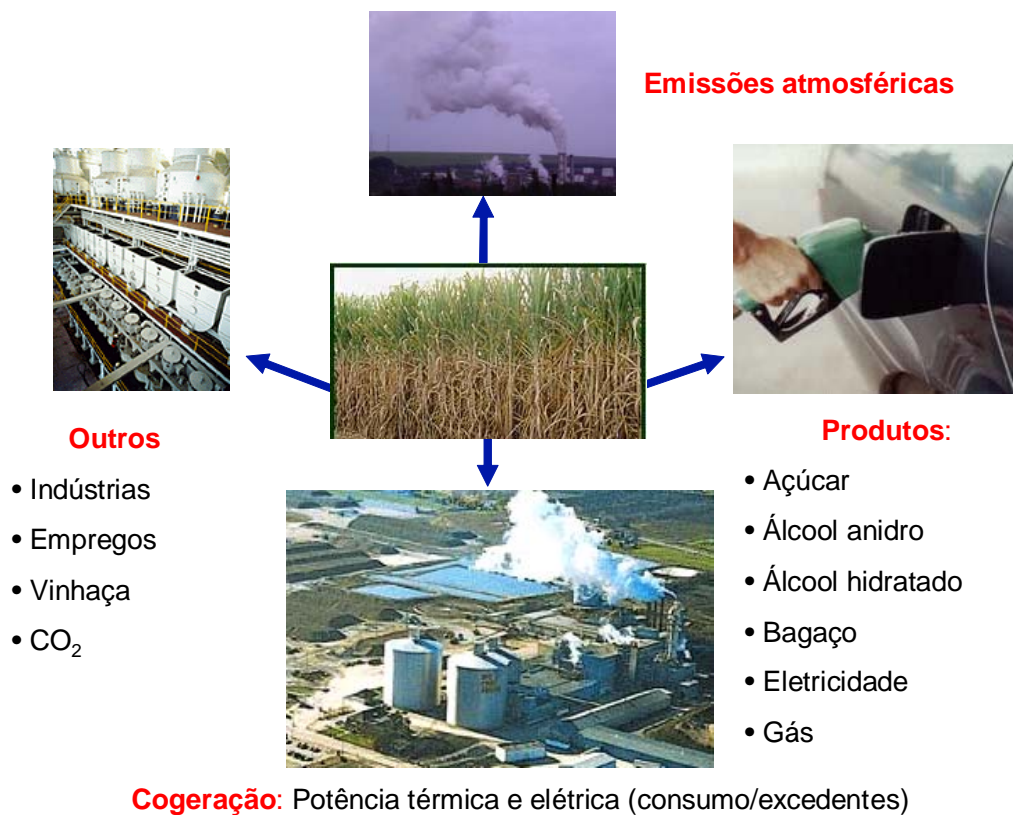 Emissões atmosféricas
Outros
• Indústrias
• Empregos
• Vinhaça
• CO₂
Produtos:
• Açúcar
• Álcool anidro
• Álcool hidratado
• Bagaço
• Eletricidade
• Gás
Cogeração: Potência térmica e elétrica (consumo/excedentes)